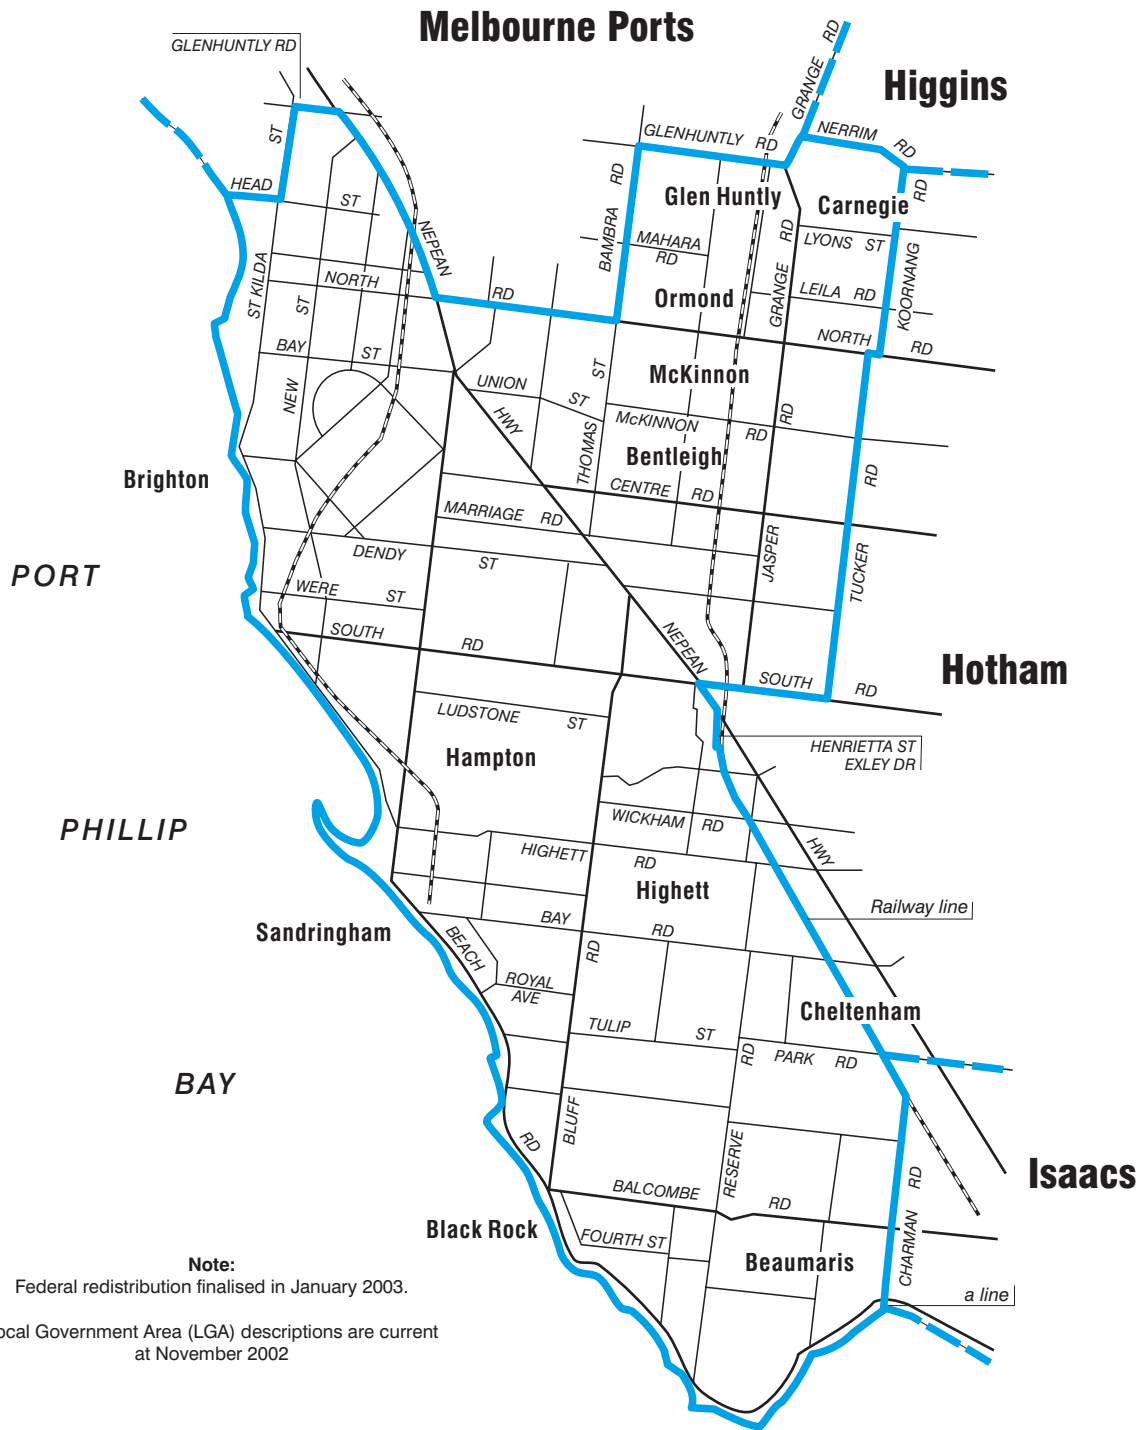 Melbourne Ports
GLENHUNTLY RD
GRANGE RD
Higgins
NERRIM RD
GLENHUNTLY RD
HEAD ST
ST
Glen Huntly
Carnegie
RD
BAMBRA RD
MAHARA RD
LYONS ST
KOORNANG
NEPEAN
ST KILDA
NORTH RD
Ormond
GRANGE RD
LEILA RD
NORTH RD
NEW ST
BAY ST
McKinnon
UNION ST
HWY
THOMAS ST
McKINNON RD
RD
Bentleigh
CENTRE RD
RD
Brighton
MARRIAGE RD
JASPER
TUCKER
PORT
DENDY ST
WERE ST
SOUTH RD
NEPEAN
SOUTH RD
Hotham
LUDSTONE ST
HENRIETTA ST
EXLEY DR
Hampton
PHILLIP
WICKHAM RD
HWY
HIGHETT RD
Highett
Railway line
Sandringham
BAY RD
BEACH
RD
ROYAL AVE
Cheltenham
TULIP ST
RD
PARK RD
BAY
BLUFF
RD
RESERVE
RD
Isaacs
BALCOMBE RD
CHARMAN
Black Rock
FOURTH ST
Beaumaris
a line
Note:
Federal redistribution finalised in January 2003.
ocal Government Area (LGA) descriptions are current
at November 2002